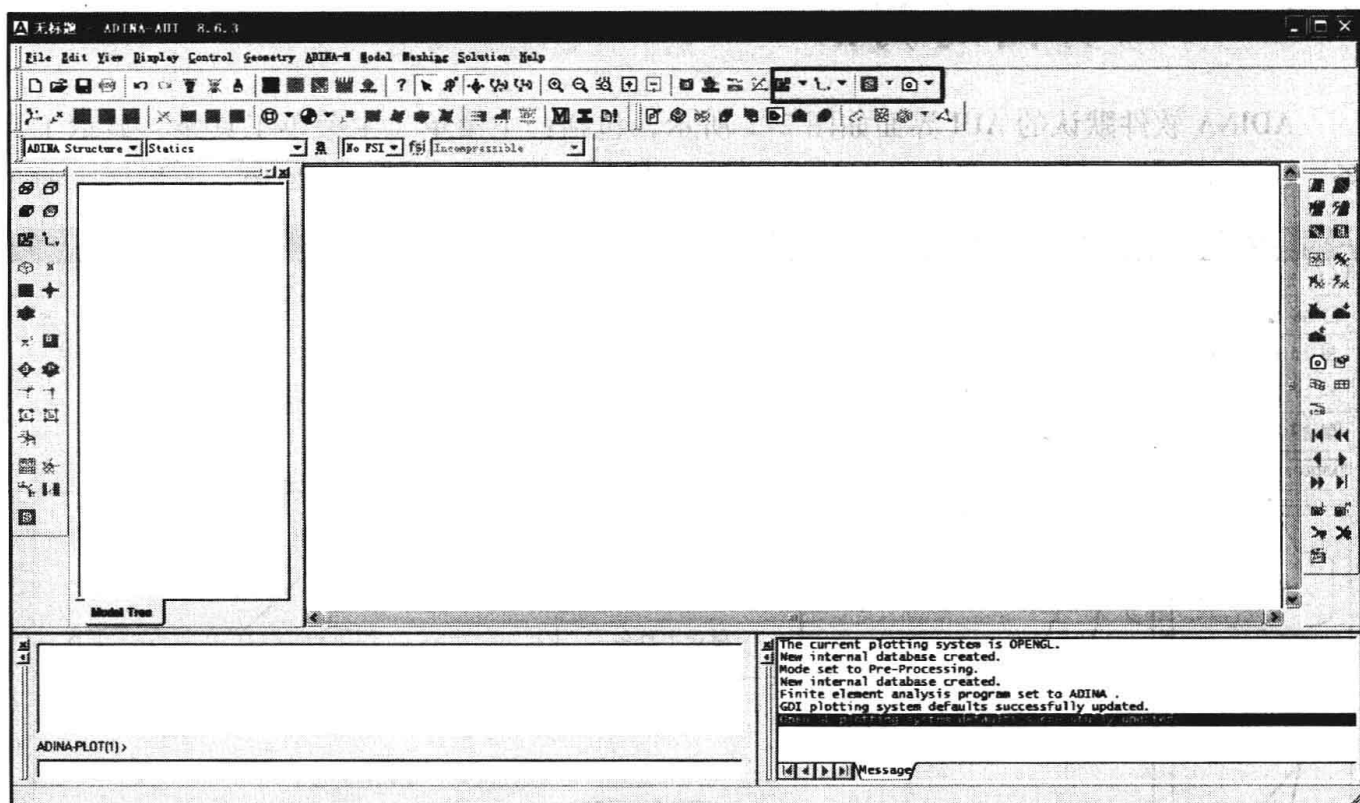 无标题 ADINA-AUI 8.6.3
File Edit View Display Control Geometry ADINA-M Model Meshing Solution Help
ADINA Structure Statics No FSI fsi Incompressible
Model Tree
The current plotting system is OPENGL.
New internal database created.
Mode set to Pre-Processing.
New internal database created.
Finite element analysis program set to ADINA .
GDI plotting system defaults successfully updated.
ADINA-PLOT(1)>
Message